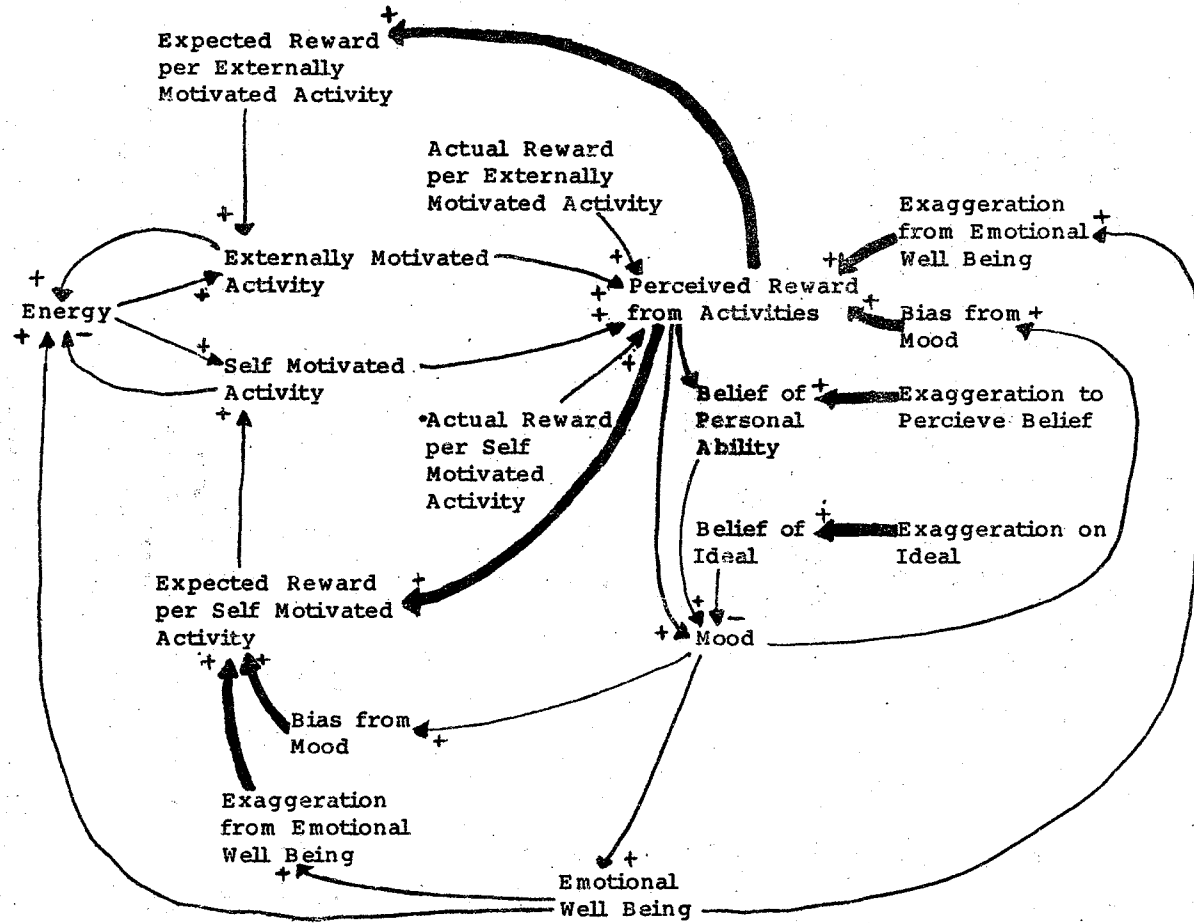 Expected Reward
per Externally
Motivated Activity
+
Actual Reward
per Externally
Motivated Activity
+
Exaggeration
from Emotional
Well Being
+
+
Externally Motivated
Activity
+
+
Energy
+
+
-
Perceived Reward
from Activities
+
+
+
+
+
Bias from
Mood
+
Self Motivated
Activity
+
+
Actual Reward
per Self
Motivated
Activity
Belief of
Personal
Ability
+
Exaggeration to
Percieve Belief
Belief of
Ideal
+
Exaggeration on
Ideal
Expected Reward
per Self Motivated
Activity
+
+
+
Mood
+
+
-
Bias from
Mood
+
Exaggeration
from Emotional
Well Being
+
Emotional
Well Being
+